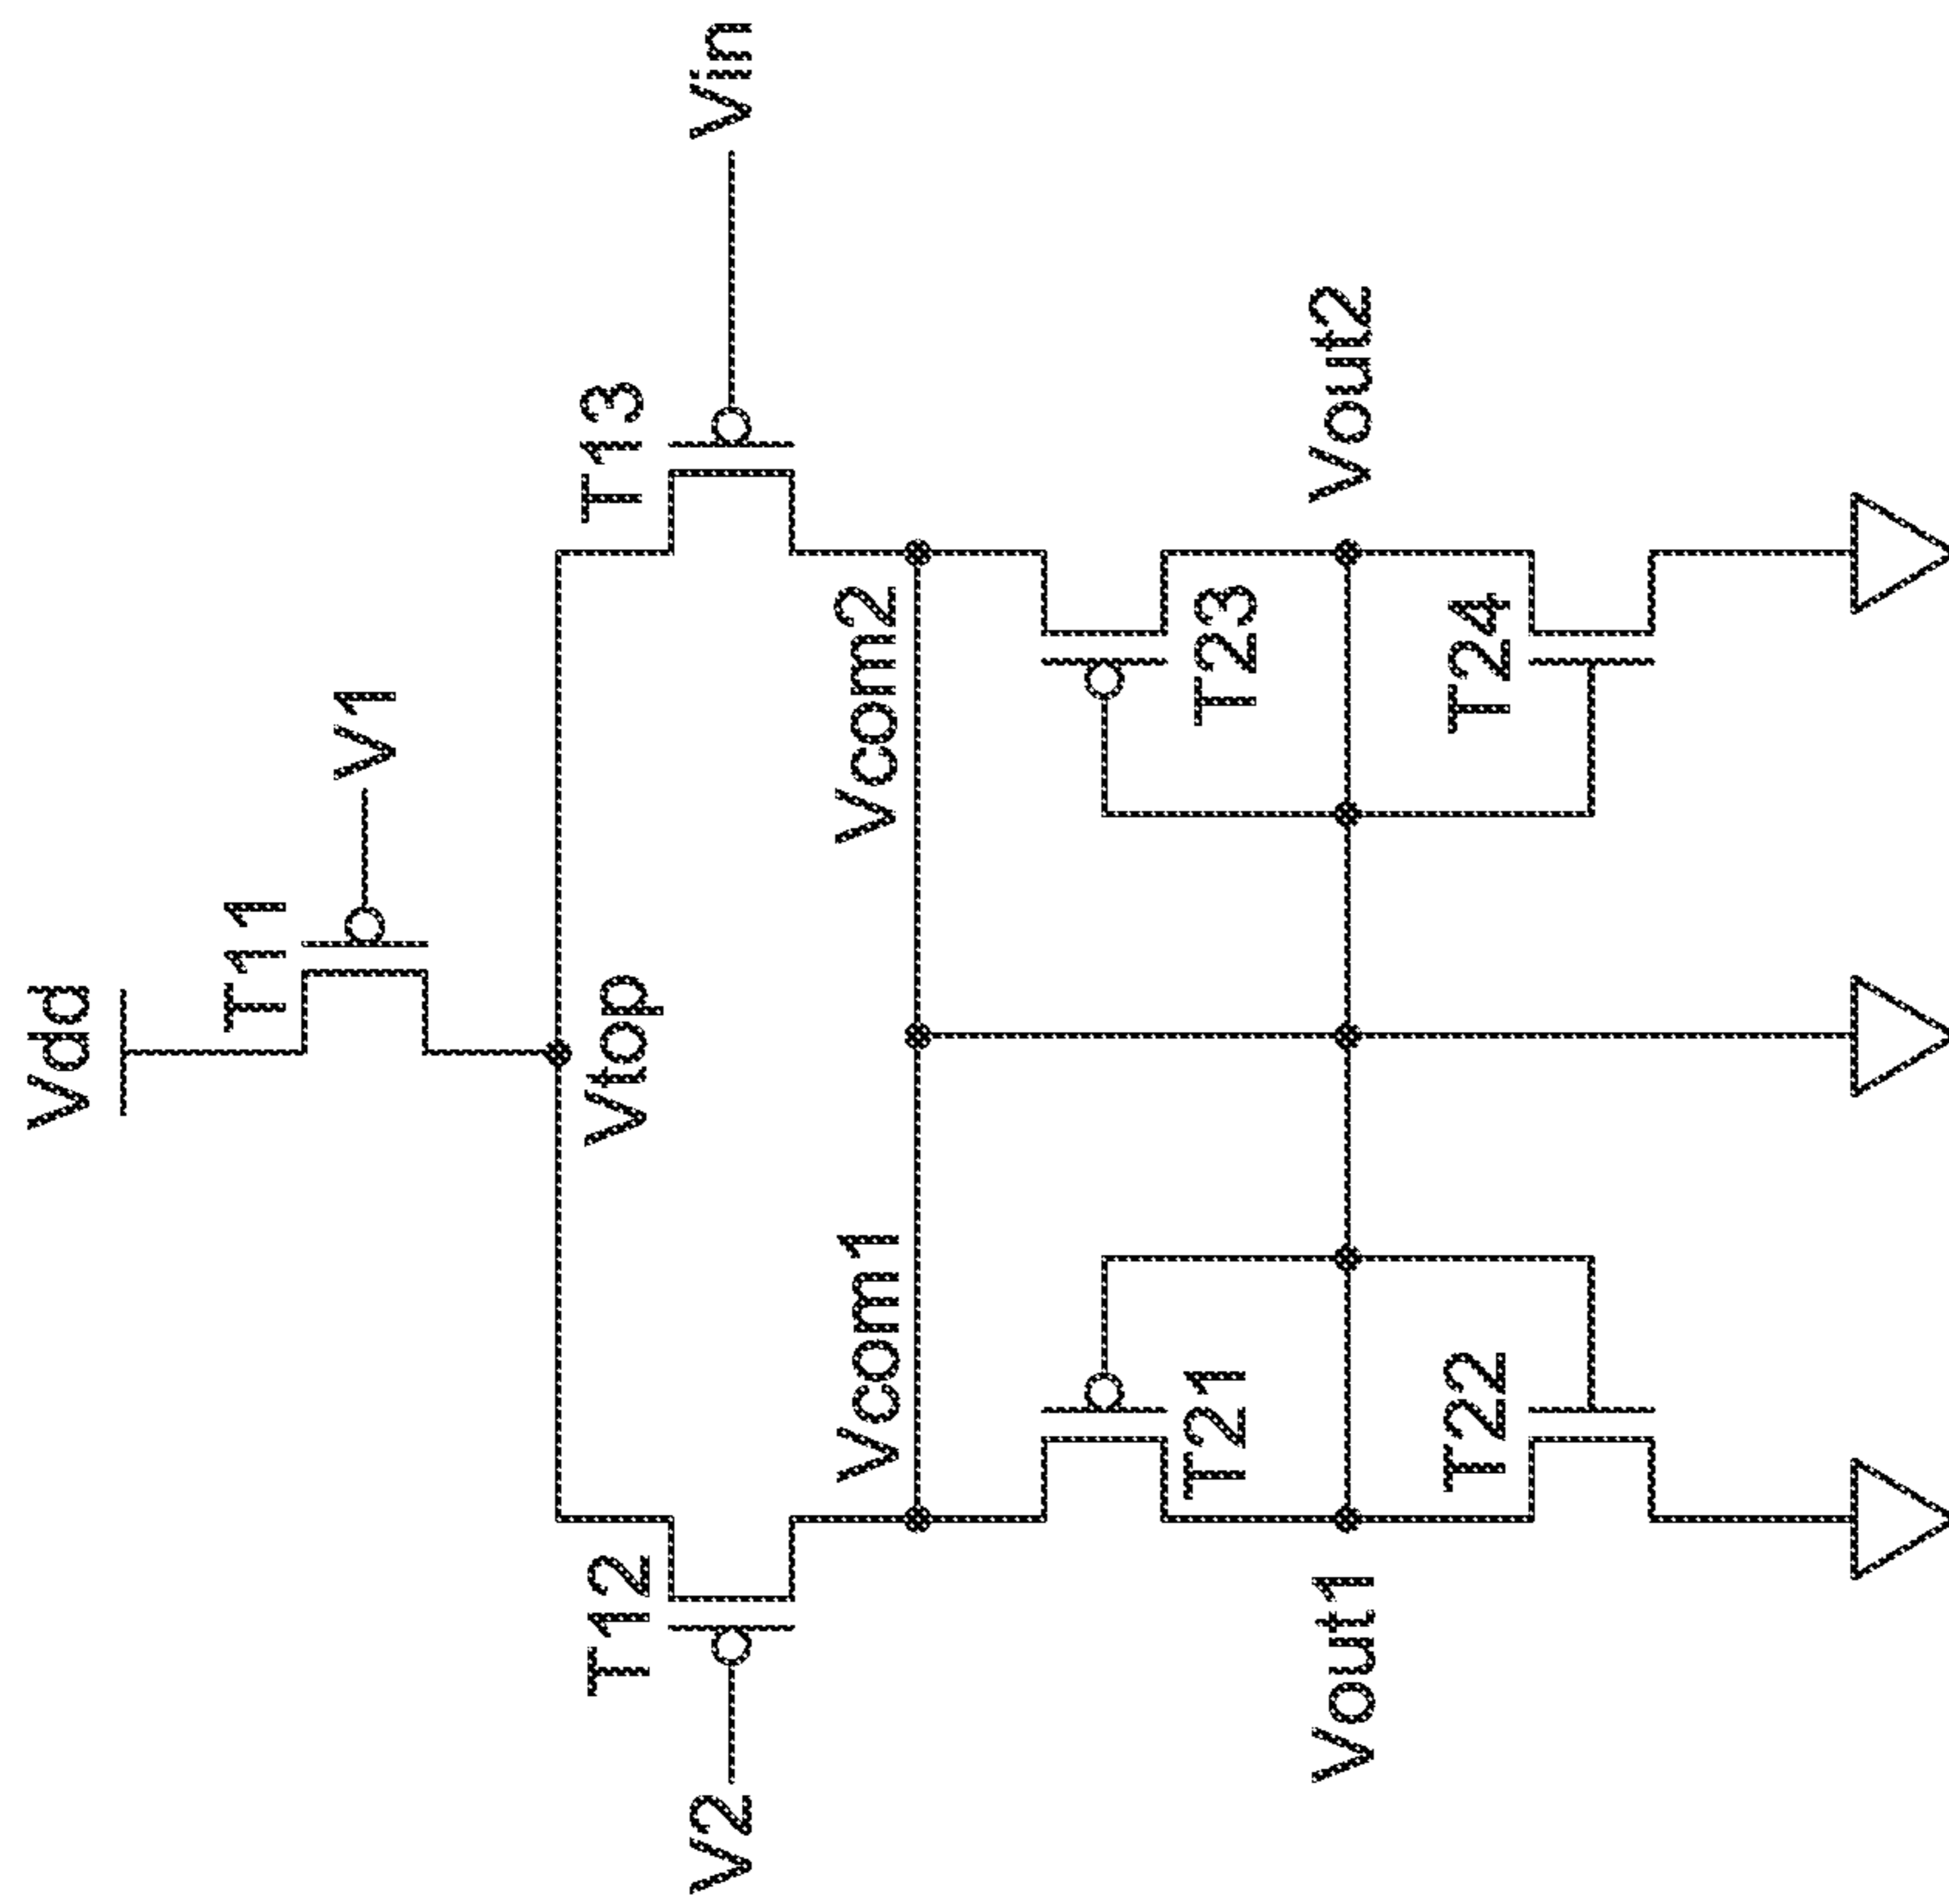 Vdd
T11
V1
Vtop
T12
T13
V2
Vin
Vcom1
Vcom2
T21
T23
Vout1
Vout2
T22
T24